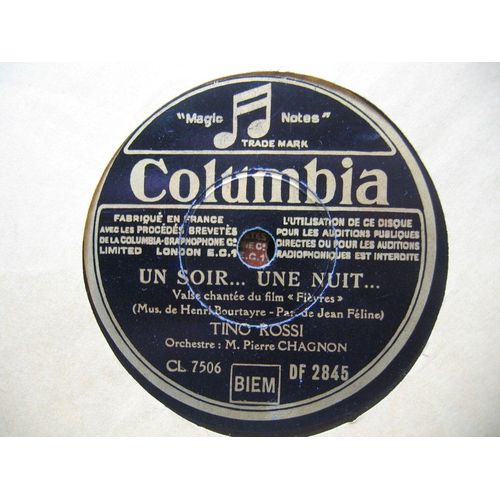 "Magic Notes"
TRADE MARK
Columbia
FABRIQUÉ EN FRANCE
AVEC LES PROCÉDÉS BREVETÉS
DE LA COLUMBIA-GRAPHOPHONE Cº
LIMITED LONDON E.C.1
L'UTILISATION DE CE DISQUE
POUR LES AUDITIONS PUBLIQUES
DIRECTES OU POUR LES AUDITIONS
RADIOPHONIQUES EST INTERDITE
UN SOIR... UNE NUIT...
Valse chantée du film « Fièvres »
(Mus. de Henri Bourtayre - Par. de Jean Féline)
TINO ROSSI
Orchestre : M. Pierre CHAGNON
CL 7506
BIEM
DF 2845